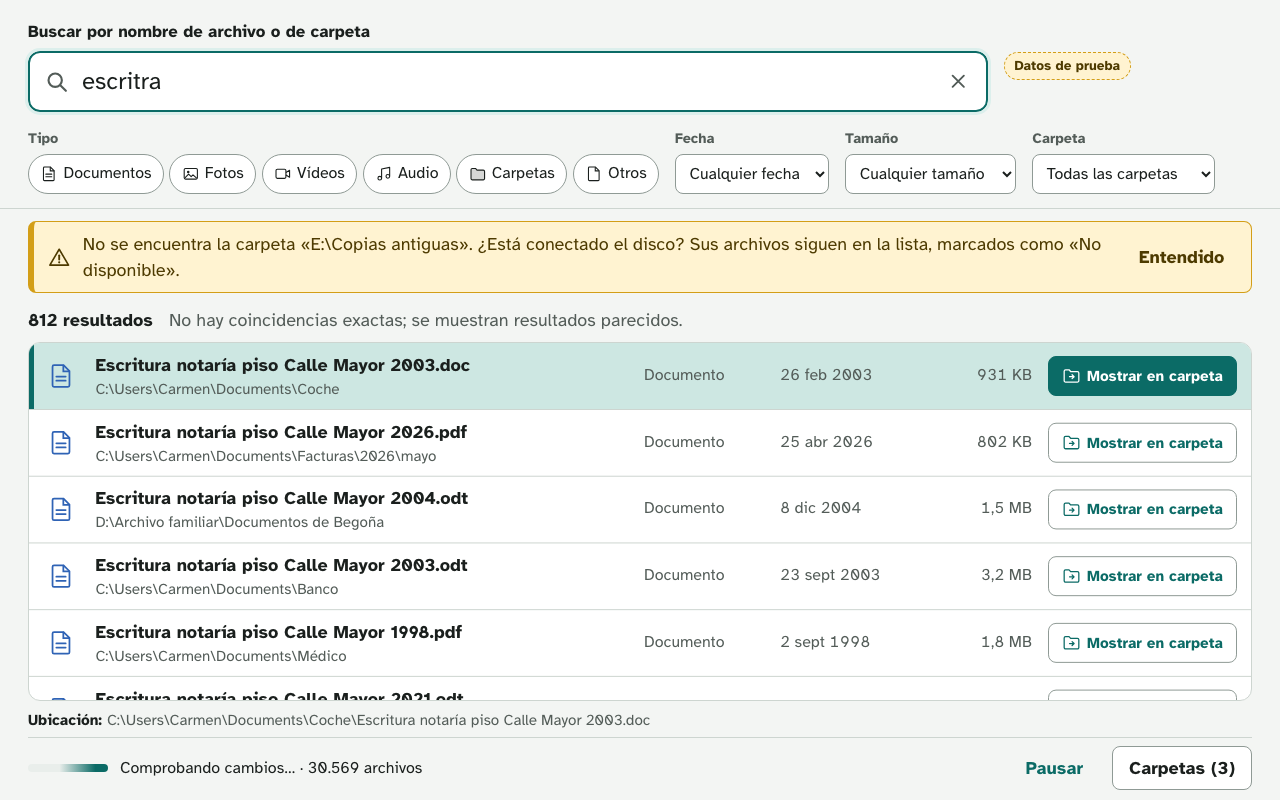 Buscar por nombre de archivo o de carpeta
escritra
Datos de prueba
Tipo
Fecha
Tamaño
Carpeta
Documentos
Fotos
Vídeos
Audio
Carpetas
Otros
Cualquier fecha
Cualquier tamaño
Todas las carpetas
No se encuentra la carpeta «E:\Copias antiguas». ¿Está conectado el disco? Sus archivos siguen en la lista, marcados como «No
disponible».
Entendido
812 resultados No hay coincidencias exactas; se muestran resultados parecidos.
Escritura notaría piso Calle Mayor 2003.doc
C:\Users\Carmen\Documents\Coche
Documento
26 feb 2003
931 KB
Mostrar en carpeta
Escritura notaría piso Calle Mayor 2026.pdf
C:\Users\Carmen\Documents\Facturas\2026\mayo
Documento
25 abr 2026
802 KB
Mostrar en carpeta
Escritura notaría piso Calle Mayor 2004.odt
D:\Archivo familiar\Documentos de Begoña
Documento
8 dic 2004
1,5 MB
Mostrar en carpeta
Escritura notaría piso Calle Mayor 2003.odt
C:\Users\Carmen\Documents\Banco
Documento
23 sept 2003
3,2 MB
Mostrar en carpeta
Escritura notaría piso Calle Mayor 1998.pdf
C:\Users\Carmen\Documents\Médico
Documento
2 sept 1998
1,8 MB
Mostrar en carpeta
Escritura notaría piso Calle Mayor 2021.odt
Ubicación: C:\Users\Carmen\Documents\Coche\Escritura notaría piso Calle Mayor 2003.doc
Comprobando cambios... · 30.569 archivos
Pausar
Carpetas (3)